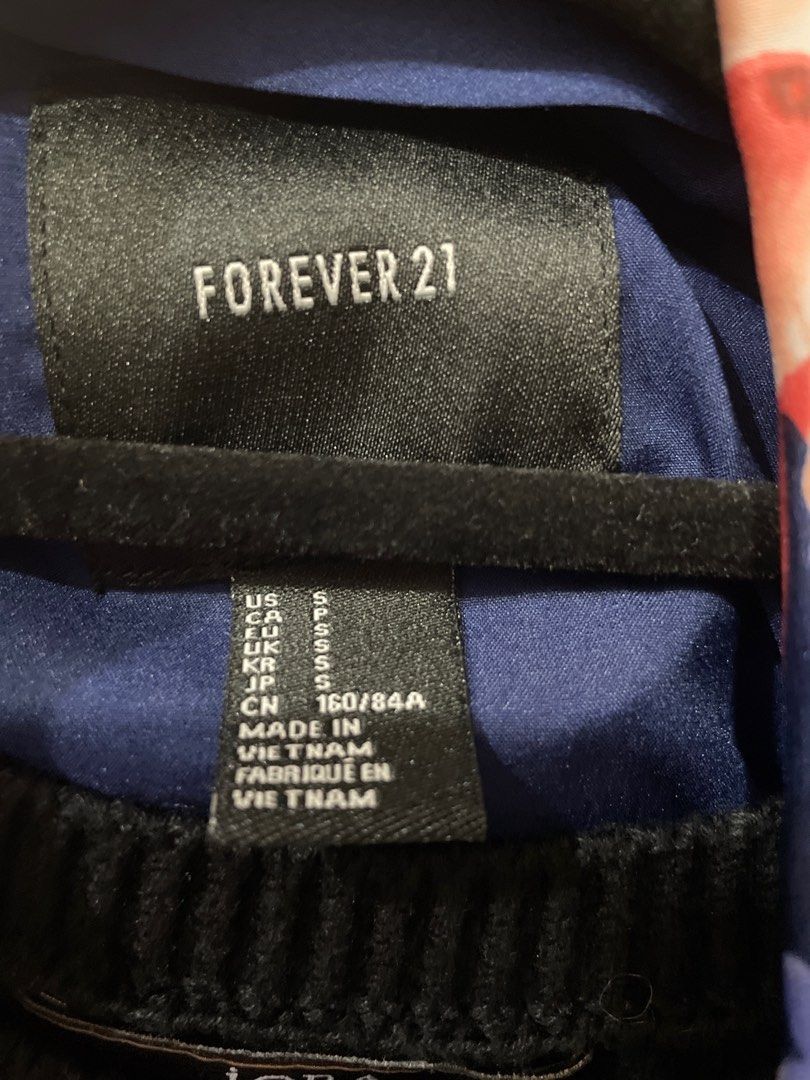 FOREVER 21
US S
CA P
EU S
UK S
KR S
JP S
CN 160/84A
MADE IN
VIETNAM
FABRIQUÉ EN
VIETNAM